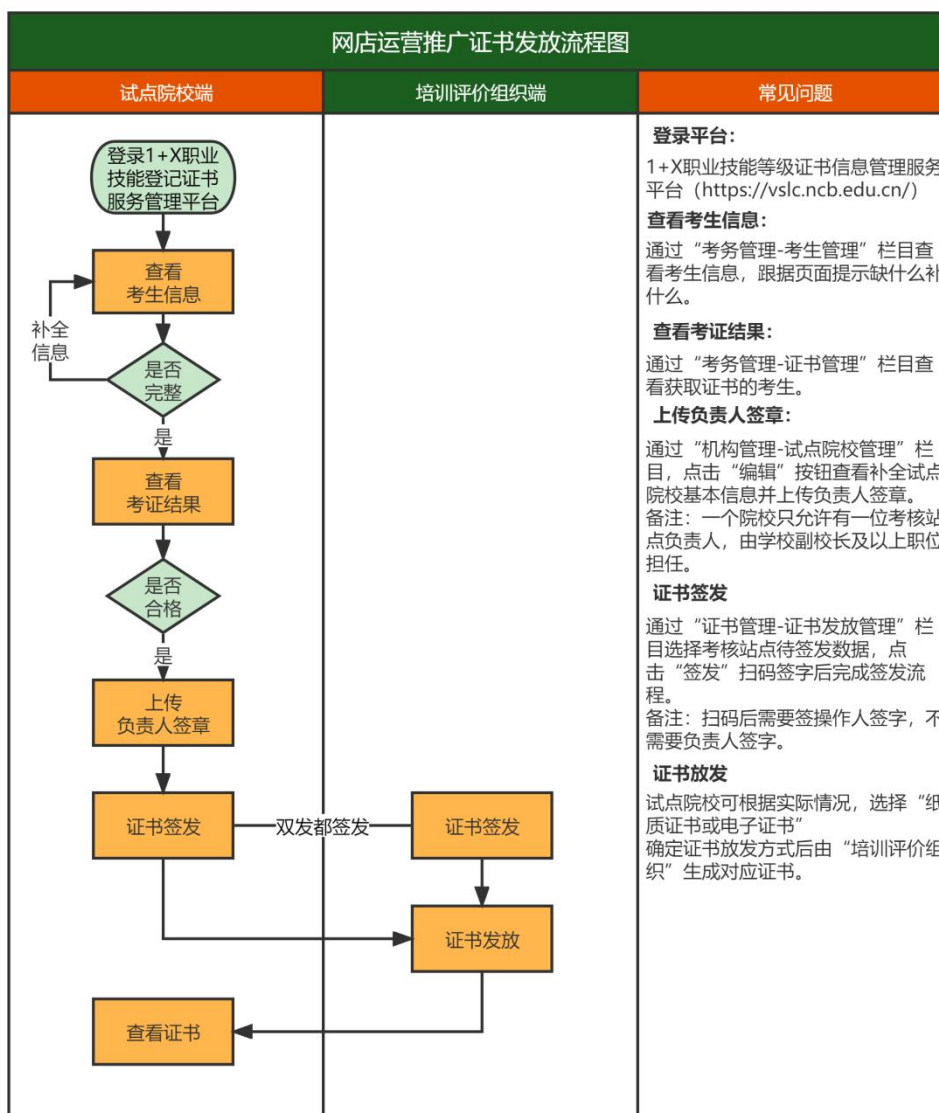 网店运营推广证书发放流程图
试点院校端
培训评价组织端
常见问题
登录1+X职业
技能登记证书
服务管理平台
查看
考生信息
补全
信息
是否
完整
是
查看
考证结果
是否
合格
是
上传
负责人签章
证书签发
双发都签发
证书签发
证书发放
查看证书
登录平台：
1+X职业技能等级证书信息管理服务
平台（https://vslc.ncb.edu.cn/）
查看考生信息：
通过“考务管理-考生管理”栏目查
看考生信息，跟据页面提示缺什么补
什么。
查看考证结果：
通过“考务管理-证书管理”栏目查
看获取证书的考生。
上传负责人签章：
通过“机构管理-试点院校管理”栏
目，点击“编辑”按钮查看补全试点
院校基本信息并上传负责人签章。
备注：一个院校只允许有一位考核站
点负责人，由学校副校长及以上职位
担任。
证书签发
通过“证书管理-证书发放管理”栏
目选择考核站点待签发数据，点
击“签发”扫码签字后完成签发流
程。
备注：扫码后需要签操作人签字，不
需要负责人签字。
证书放发
试点院校可根据实际情况，选择“纸
质证书或电子证书”
确定证书放发方式后由“培训评价组
织”生成对应证书。